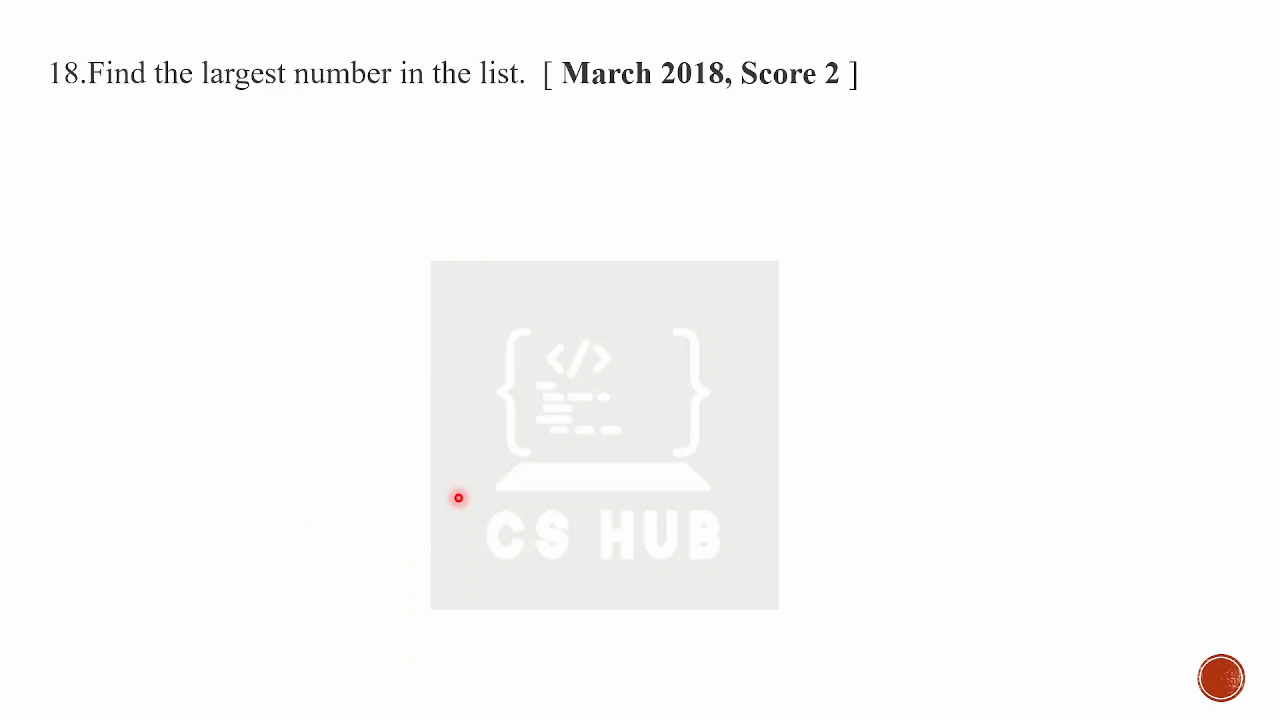 18.Find the largest number in the list.  [ March 2018, Score 2 ]
</>
CS HUB